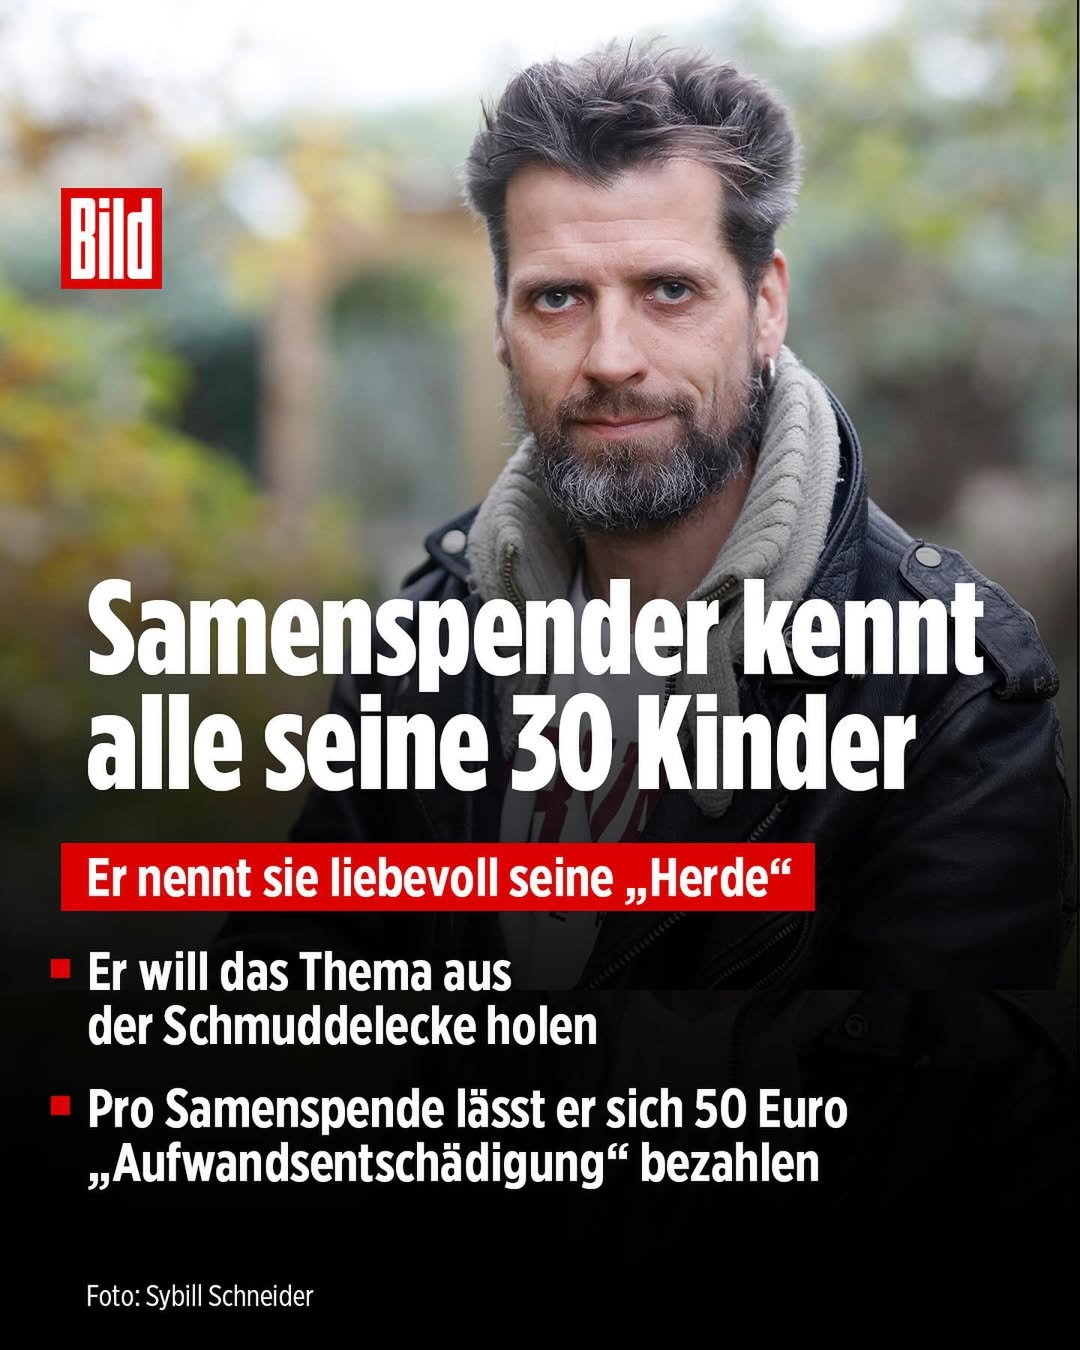 Bild
Samenspender kennt
alle seine 30 Kinder
Er nennt sie liebevoll seine „Herde“
Er will das Thema aus
der Schmuddelecke holen
Pro Samenspende lässt er sich 50 Euro
„Aufwandsentschädigung“ bezahlen
Foto: Sybill Schneider